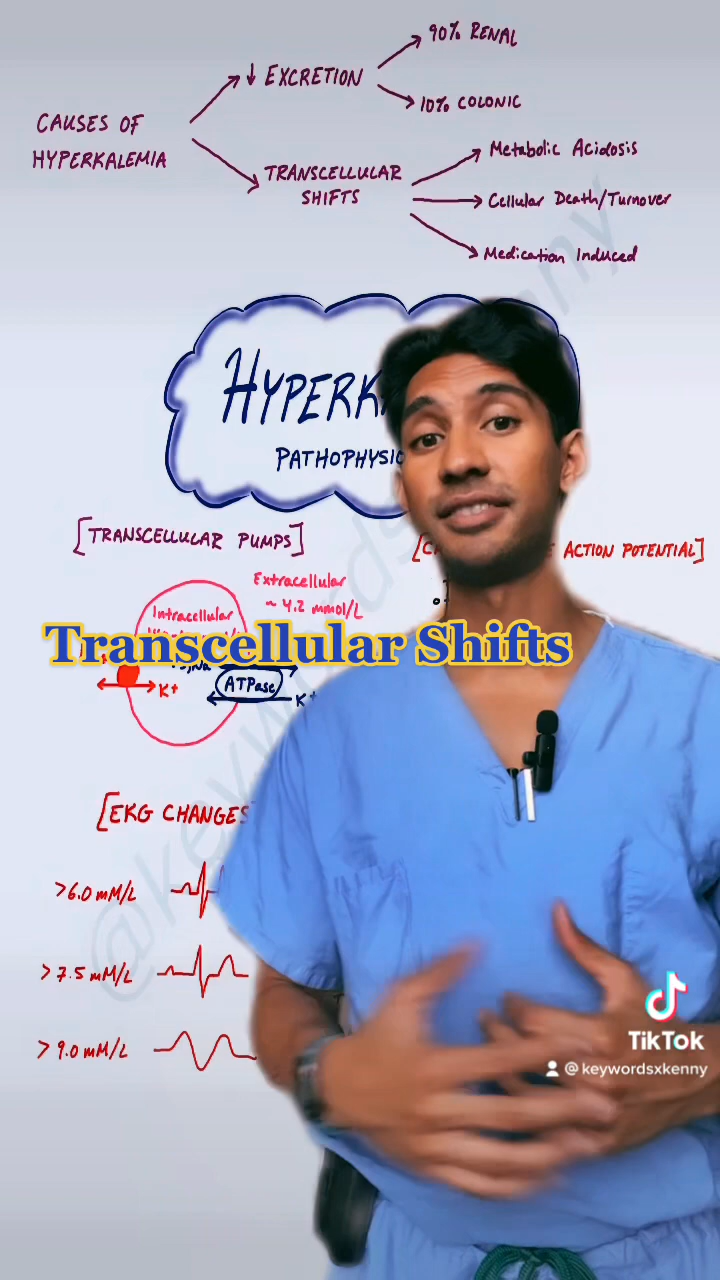 90% RENAL
↓ EXCRETION
10% COLONIC
CAUSES OF
HYPERKALEMIA
Metabolic Acidosis
TRANSCELLULAR
SHIFTS
Cellular Death/Turnover
Medication Induced
PATHOPHYSIO
[TRANSCELLULAR PUMPS]
ACTION POTENTIAL]
Extracellular
~ 4.2 mmol/L
Intracellular
Transcellular Shifts
K+
ATPase
K+
[EKG CHANGES
>6.0 mM/L
>7.5 mM/L
>9.0 mM/L
TikTok
@keywordsxkenny